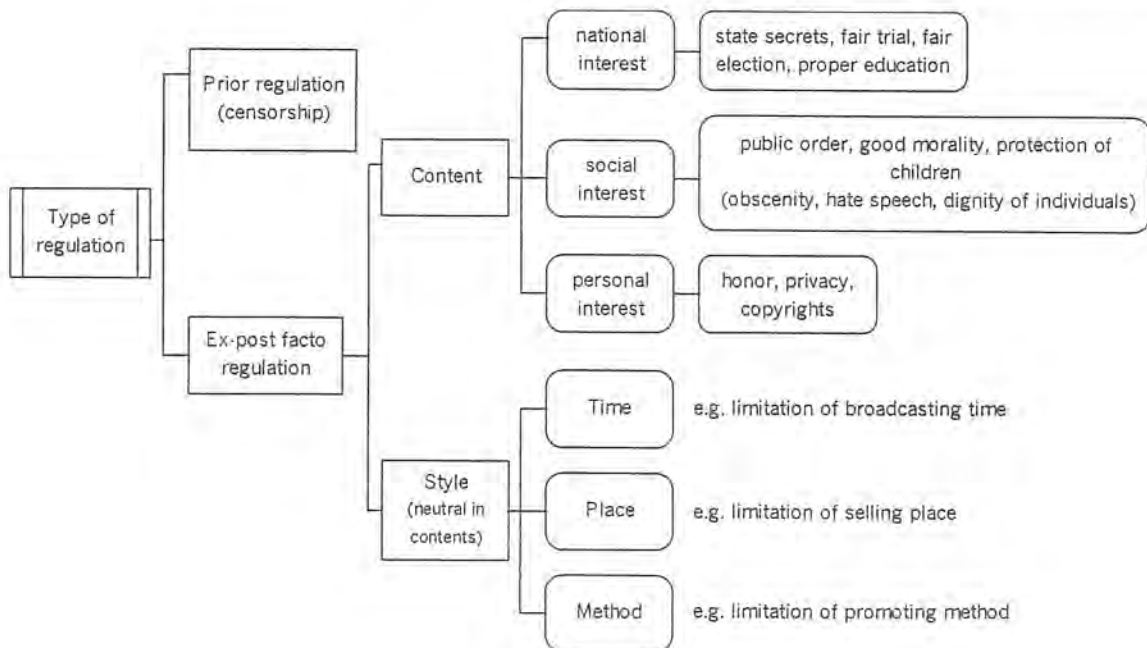 national
interest
state secrets, fair trial, fair
election, proper education
Prior regulation
(censorship)
Content
social
interest
public order, good morality, protection of
children
(obscenity, hate speech, dignity of individuals)
Type of
regulation
personal
interest
honor, privacy,
copyrights
Ex-post facto
regulation
Time
e.g. limitation of broadcasting time
Style
(neutral in
contents)
Place
e.g. limitation of selling place
Method
e.g. limitation of promoting method